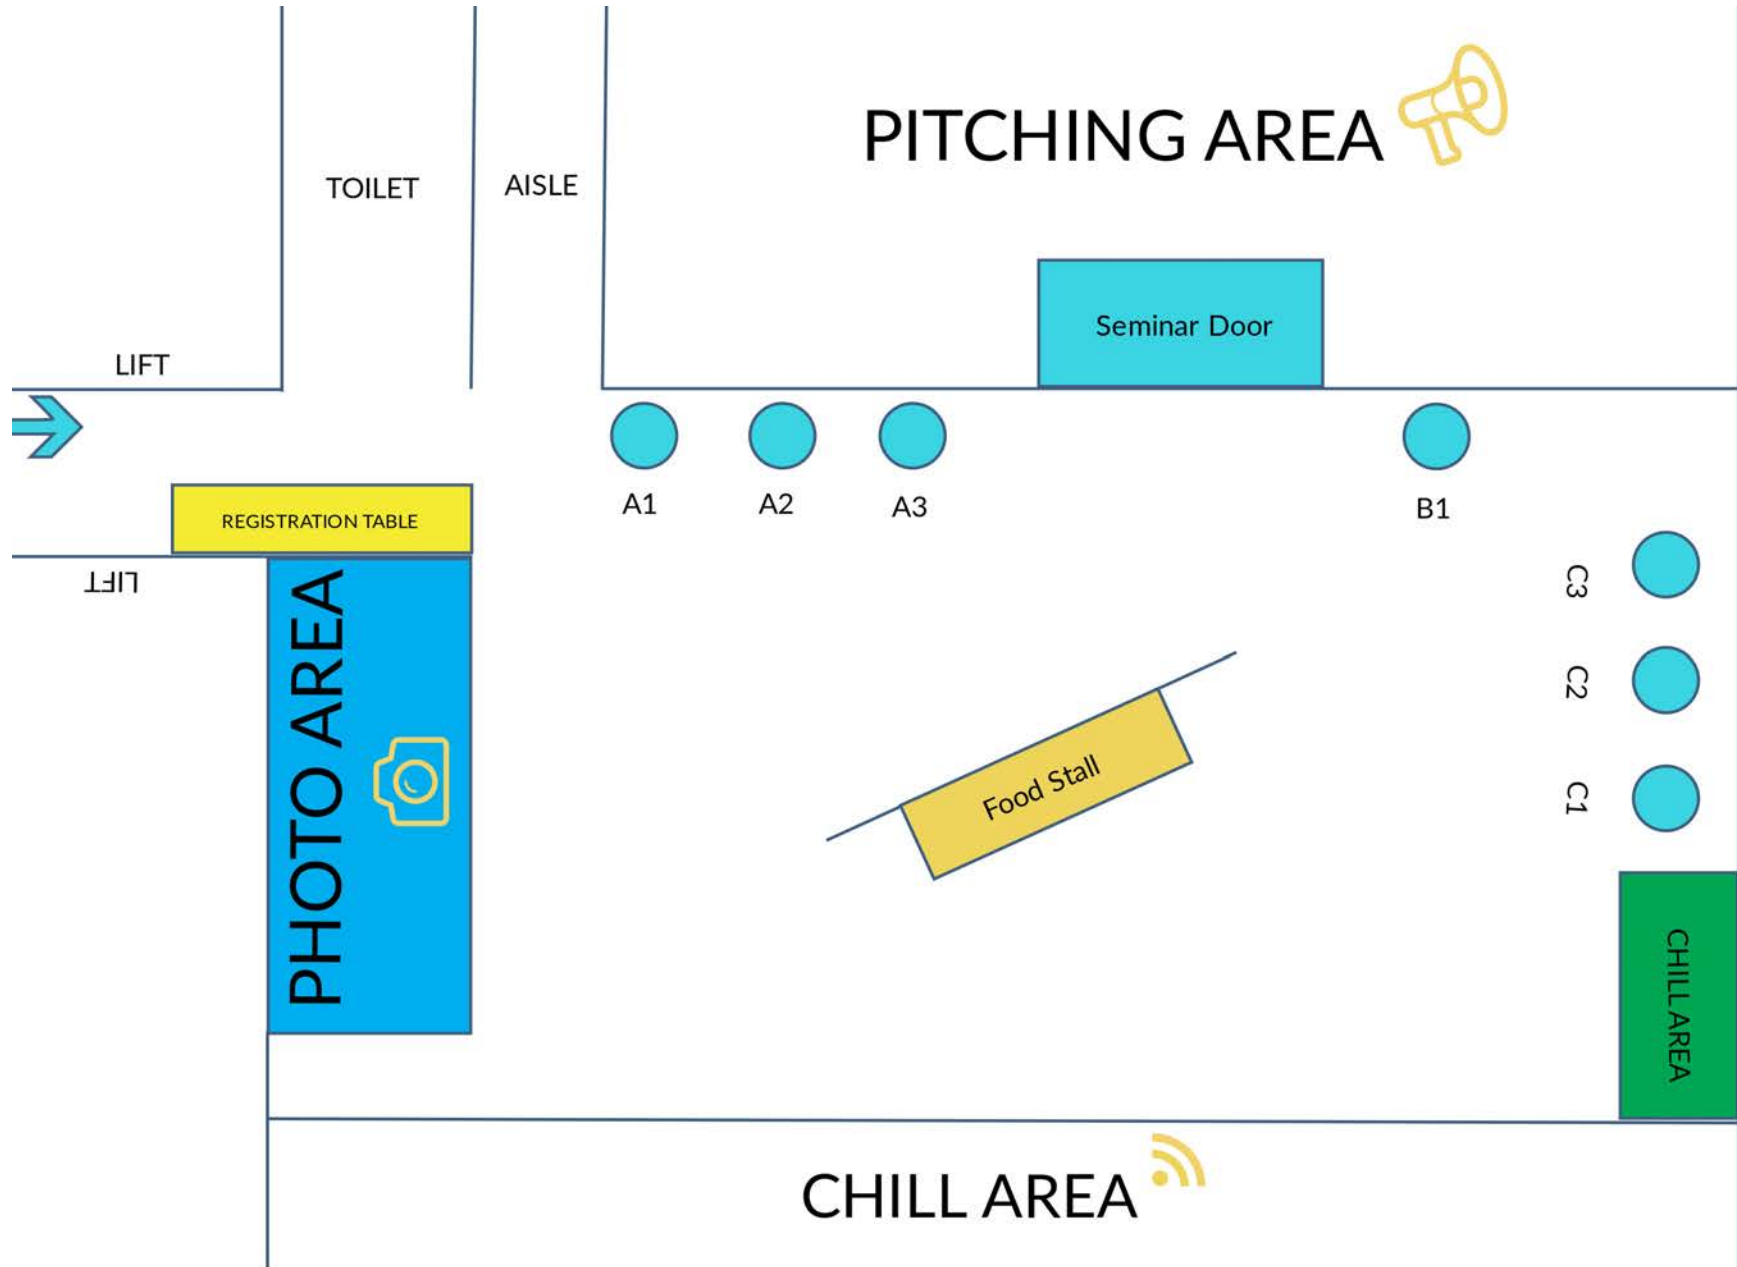 PITCHING AREA
TOILET
AISLE
Seminar Door
LIFT
A1
A2
A3
B1
REGISTRATION TABLE
LIFT
PHOTO AREA
C3
C2
C1
Food Stall
CHILL AREA
CHILL AREA